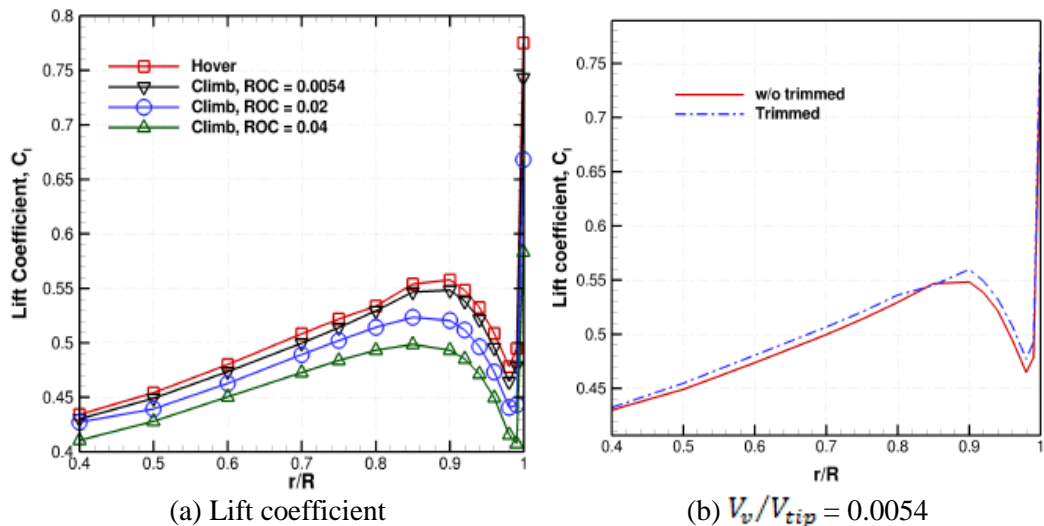 0.8
0.75
0.7
0.65
0.6
0.55
0.5
0.45
0.4
Lift Coefficient, Cₗ
Hover
Climb, ROC = 0.0054
Climb, ROC = 0.02
Climb, ROC = 0.04
0.4 0.5 0.6 0.7 0.8 0.9 1
r/R
(a) Lift coefficient
0.75
0.7
0.65
0.6
0.55
0.5
0.45
Lift coefficient, Cₗ
w/o trimmed
Trimmed
0.4 0.5 0.6 0.7 0.8 0.9 1
r/R
(b) V_v/V_tip = 0.0054